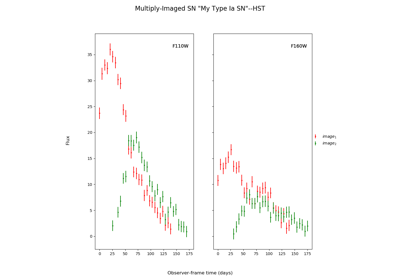 Multiply-Imaged SN "My Type Ia SN"--HST
F110W
F160W
35
30
25
20
15
10
5
0
Flux
image_1
image_2
0 25 50 75 100 125 150 175
0 25 50 75 100 125 150 175
Observer-frame time (days)